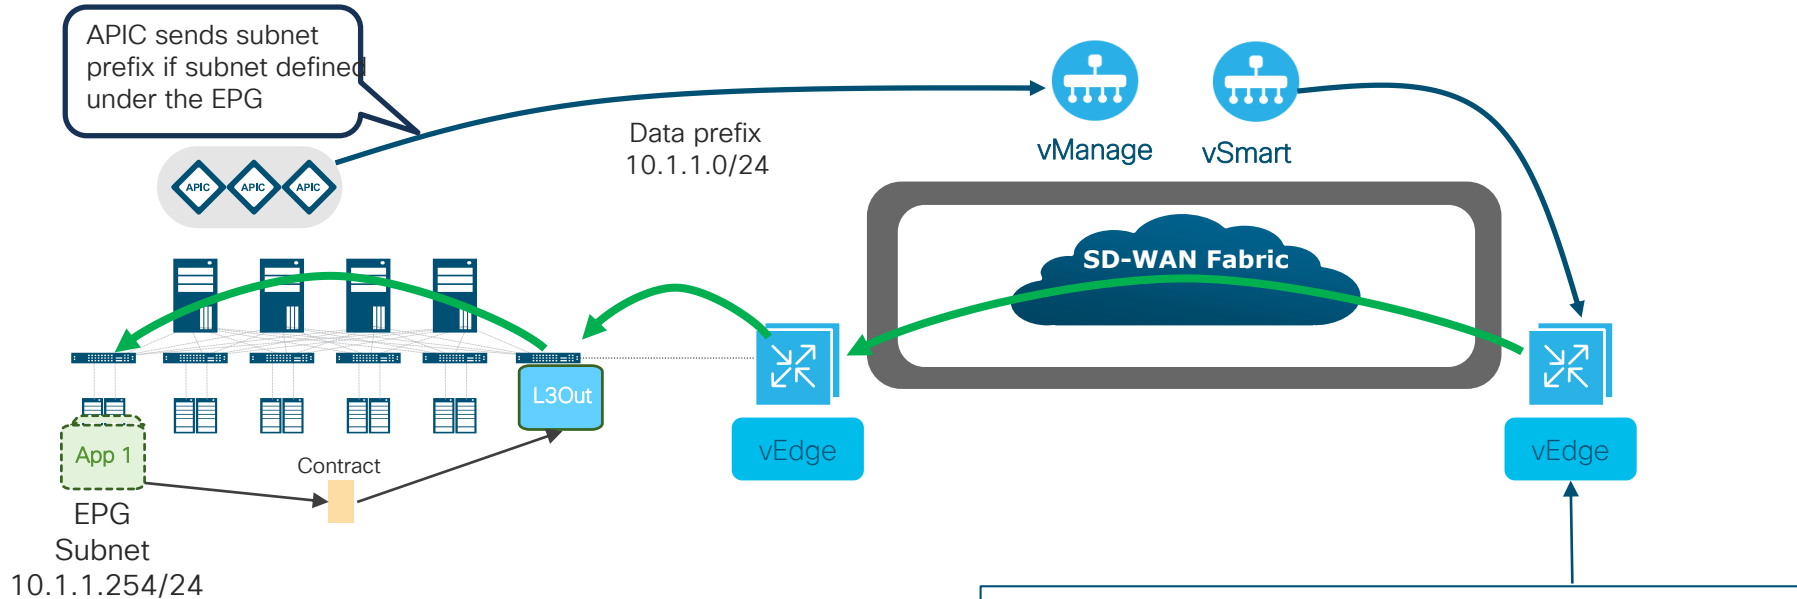 APIC sends subnet
prefix if subnet defined
under the EPG
Data prefix
10.1.1.0/24
vManage
vSmart
APIC
APIC
APIC
SD-WAN Fabric
L3Out
App 1
Contract
vEdge
vEdge
EPG
Subnet
10.1.1.254/24